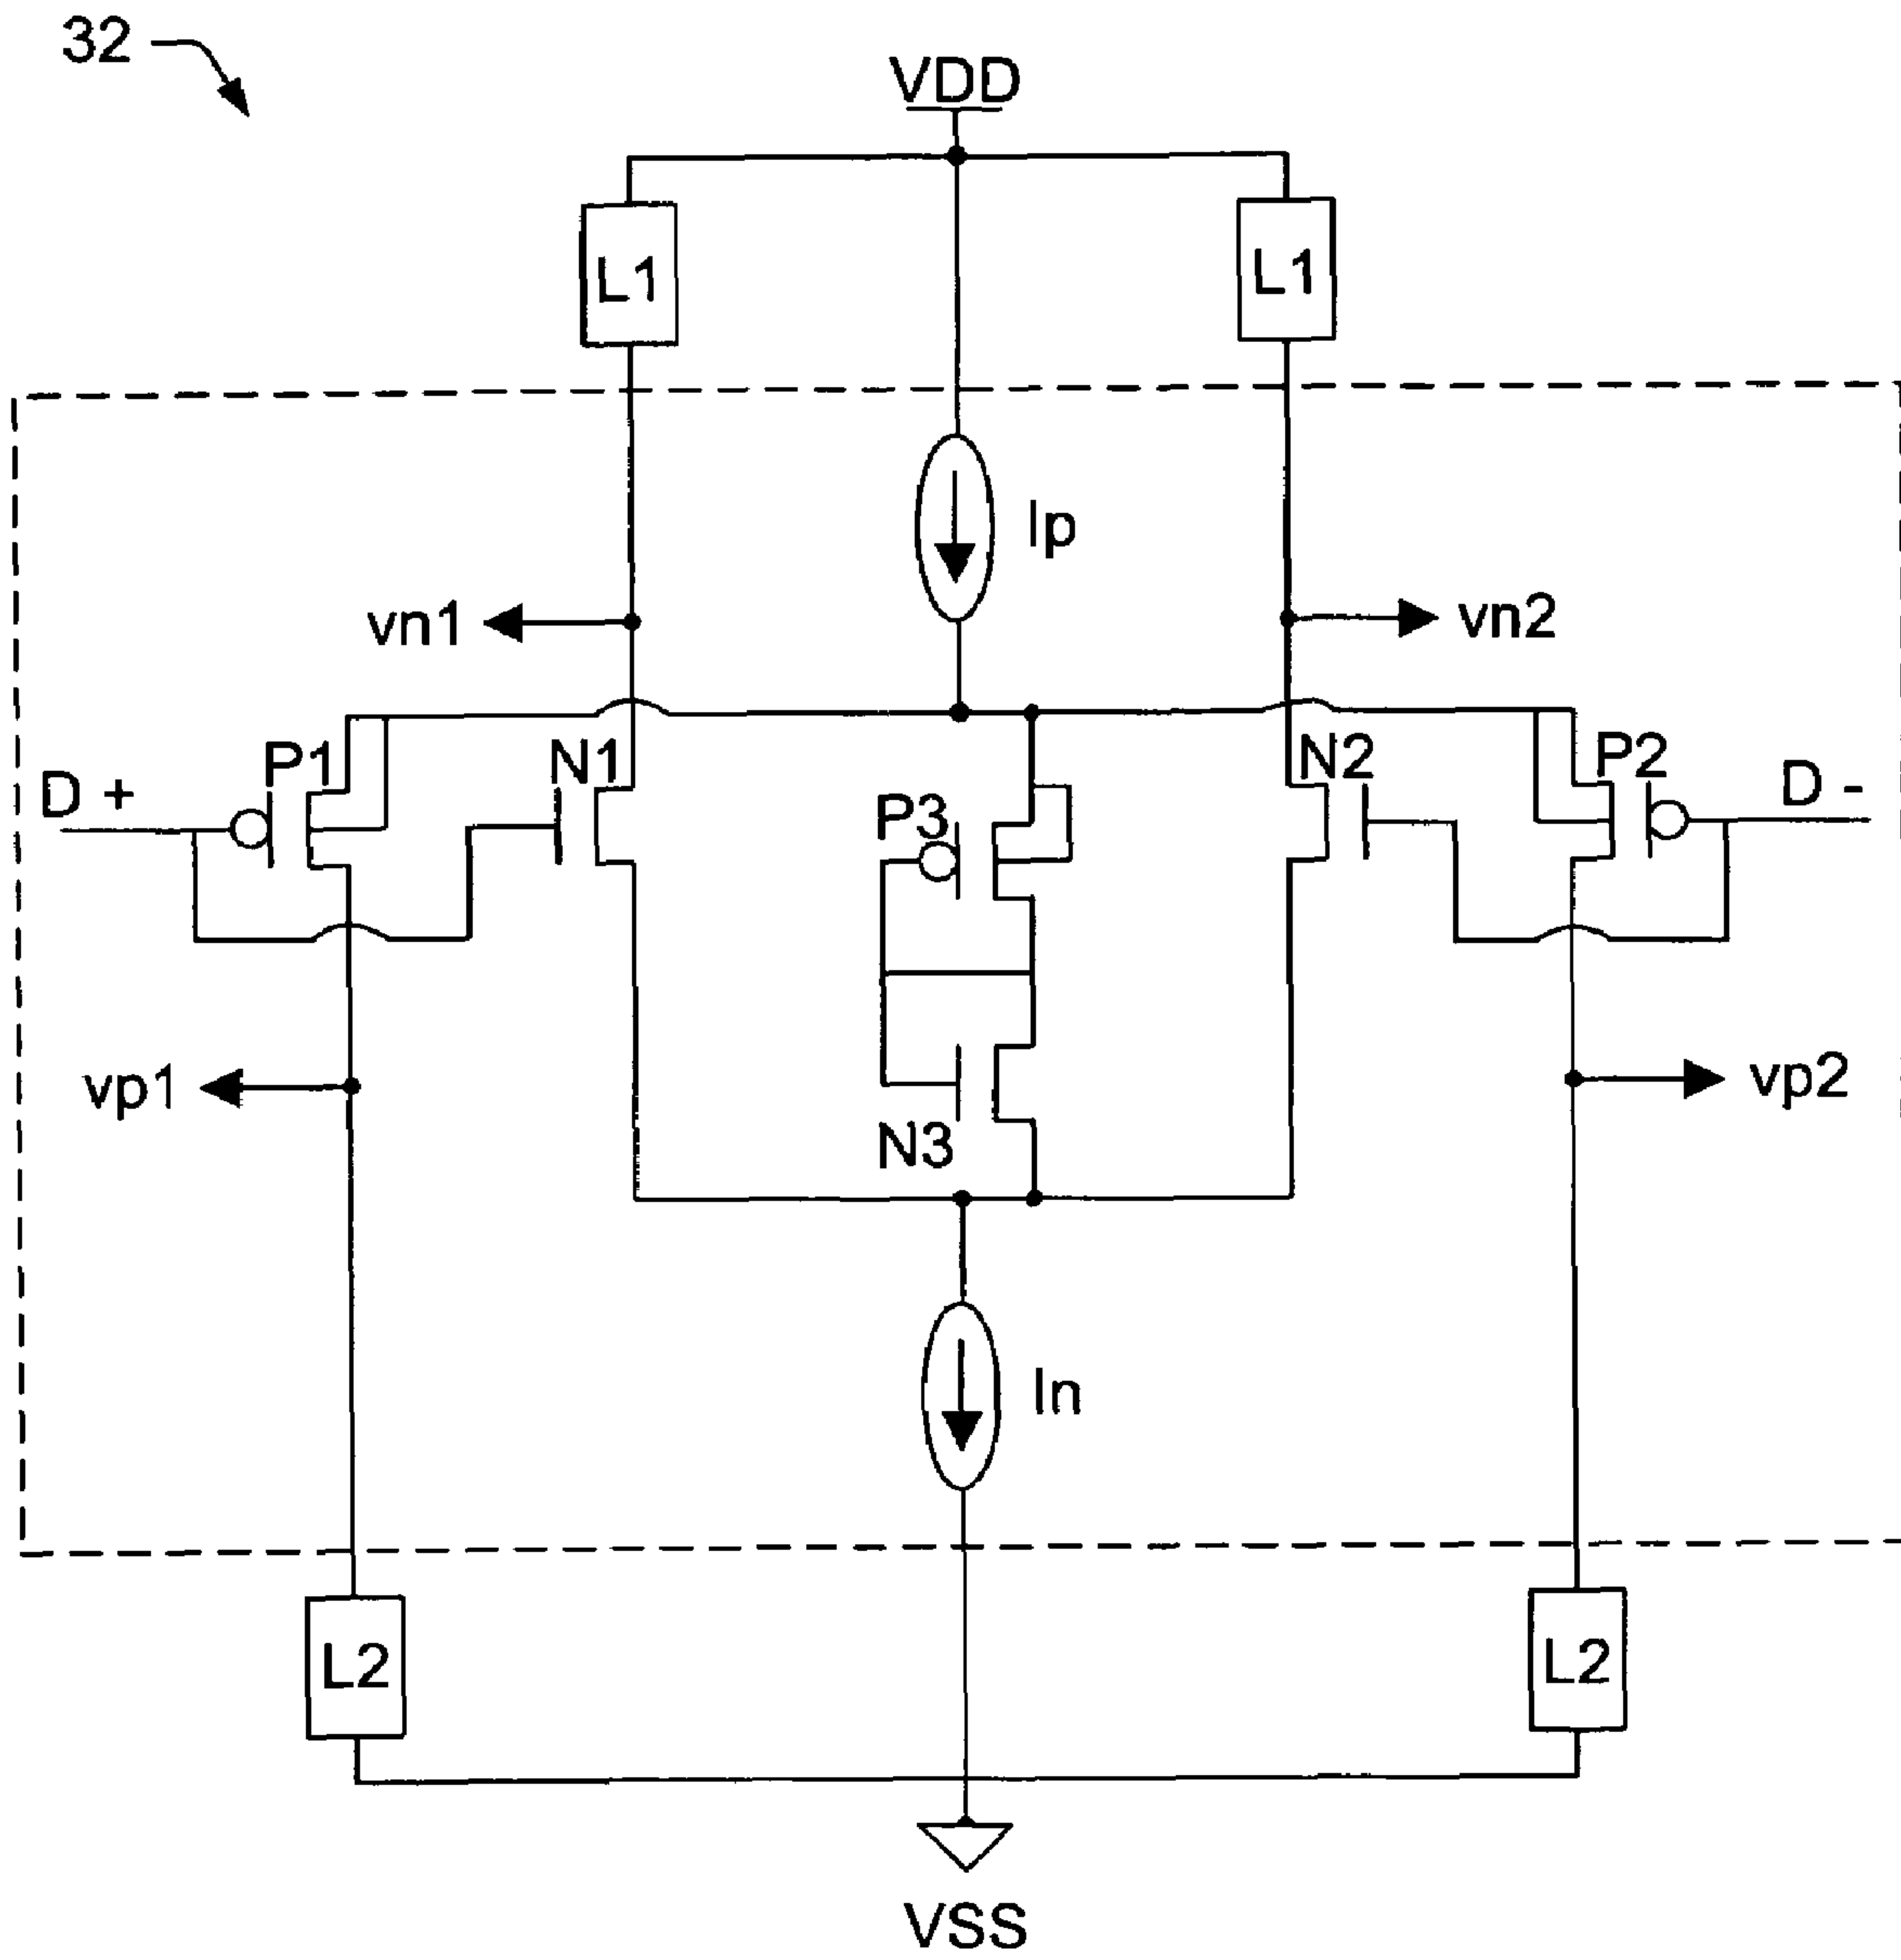 32
VDD
L1
L1
Ip
vn1
vn2
P1
N1
N2
P2
D +
P3
D -
vp1
vp2
N3
In
L2
L2
VSS